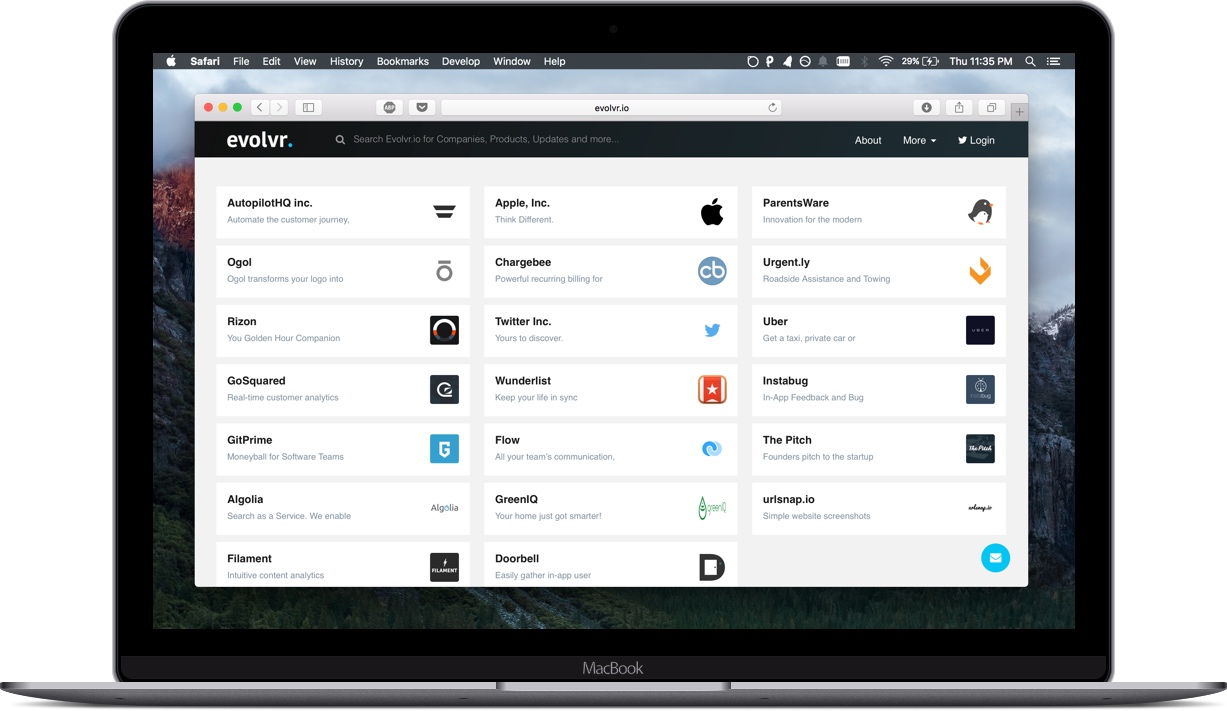 Safari File Edit View History Bookmarks Develop Window Help 29% Thu 11:35 PM
ABP evolvr.io
evolvr. Search Evolvr.io for Companies, Products, Updates and more... About More Login
AutopilotHQ inc.
Automate the customer journey,
Apple, Inc.
Think Different.
ParentsWare
Innovation for the modern
Ogol
Ogol transforms your logo into
Chargebee
Powerful recurring billing for
cb
Urgent.ly
Roadside Assistance and Towing
Rizon
You Golden Hour Companion
Twitter Inc.
Yours to discover.
Uber
Get a taxi, private car or
UBER
GoSquared
Real-time customer analytics
Wunderlist
Keep your life in sync
Instabug
In-App Feedback and Bug
instabug
GitPrime
Moneyball for Software Teams
G
Flow
All your team's communication,
The Pitch
Founders pitch to the startup
The Pitch
Algolia
Search as a Service. We enable
Algolia
GreenIQ
Your home just got smarter!
greenIQ
urlsnap.io
Simple website screenshots
urlsnap.io
Filament
Intuitive content analytics
FILAMENT
Doorbell
Easily gather in-app user
MacBook